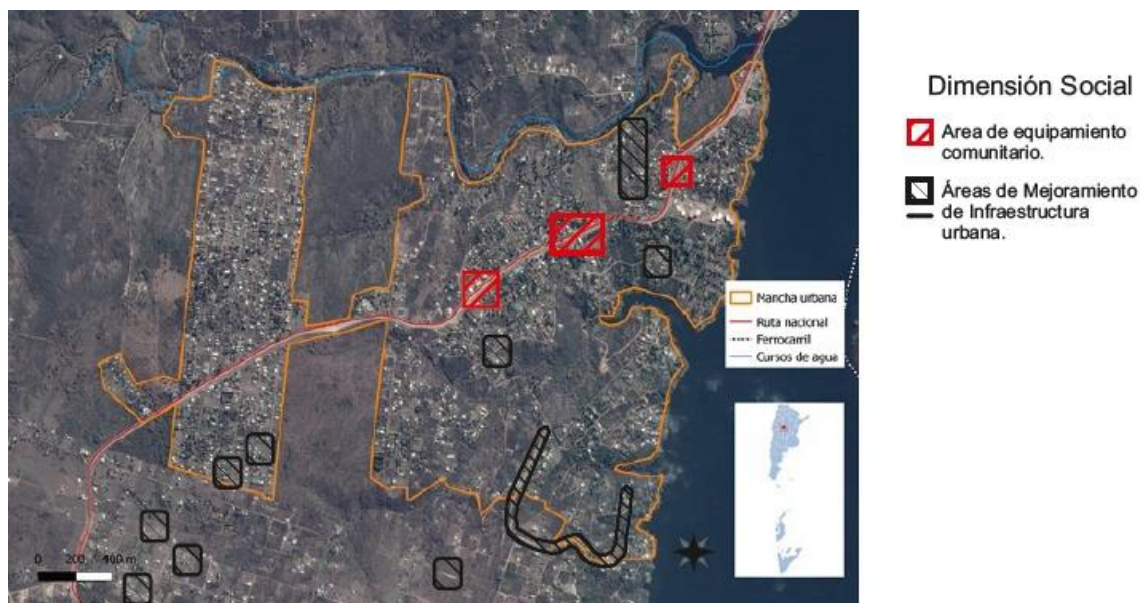 Dimensión Social
Area de equipamiento
comunitario.
Áreas de Mejoramiento
de Infraestructura
urbana.
Mancha urbana
Ruta nacional
Ferrocarril
Cursos de agua
0 200 400 m